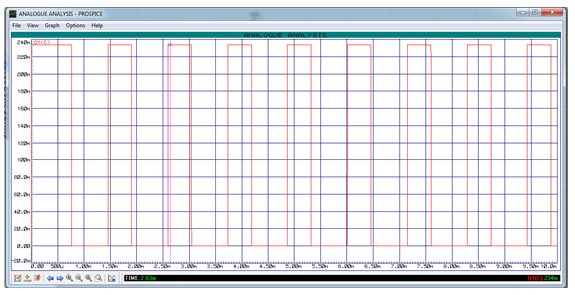 ANALOGUE ANALYSIS - PROSPICE
File View Graph Options Help
ANALOGUE ANALYSIS
240m Q1(C)
220m
200m
180m
160m
140m
120m
100m
80.0m
60.0m
40.0m
20.0m
0.00
-20.0m
0.00 500u 1.00m 1.50m 2.00m 2.50m 3.00m 3.50m 4.00m 4.50m 5.00m 5.50m 6.00m 6.50m 7.00m 7.50m 8.00m 8.50m 9.00m 9.50m 10.0m
TIME:2.63m Q1(C):234m